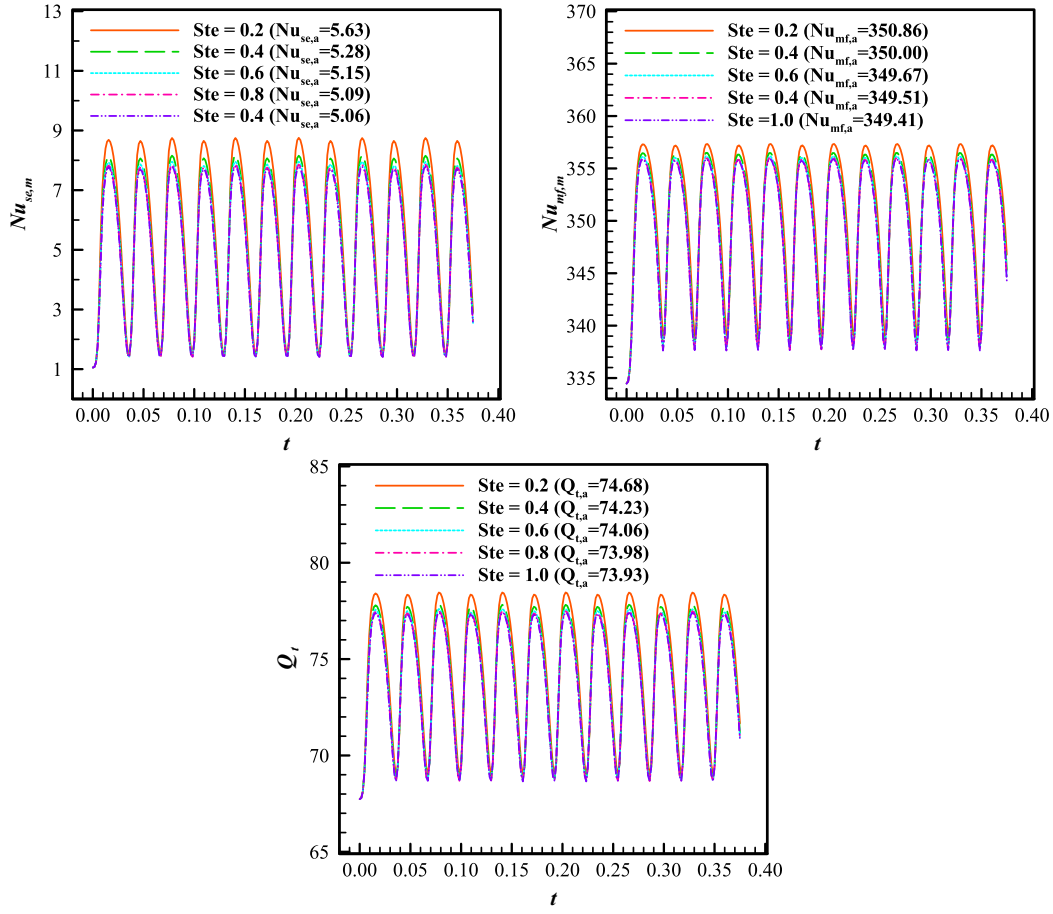 13
11
9
7
5
3
1
Nu_se,m
Ste = 0.2 (Nu_se,a=5.63)
Ste = 0.4 (Nu_se,a=5.28)
Ste = 0.6 (Nu_se,a=5.15)
Ste = 0.8 (Nu_se,a=5.09)
Ste = 0.4 (Nu_se,a=5.06)
0.00 0.05 0.10 0.15 0.20 0.25 0.30 0.35 0.40
t
370
365
360
355
350
345
340
335
Nu_mf,m
Ste = 0.2 (Nu_mf,a=350.86)
Ste = 0.4 (Nu_mf,a=350.00)
Ste = 0.6 (Nu_mf,a=349.67)
Ste = 0.4 (Nu_mf,a=349.51)
Ste =1.0 (Nu_mf,a=349.41)
0.00 0.05 0.10 0.15 0.20 0.25 0.30 0.35 0.40
t
85
80
75
70
65
Q_t
Ste = 0.2 (Q_t,a=74.68)
Ste = 0.4 (Q_t,a=74.23)
Ste = 0.6 (Q_t,a=74.06)
Ste = 0.8 (Q_t,a=73.98)
Ste = 1.0 (Q_t,a=73.93)
0.00 0.05 0.10 0.15 0.20 0.25 0.30 0.35 0.40
t